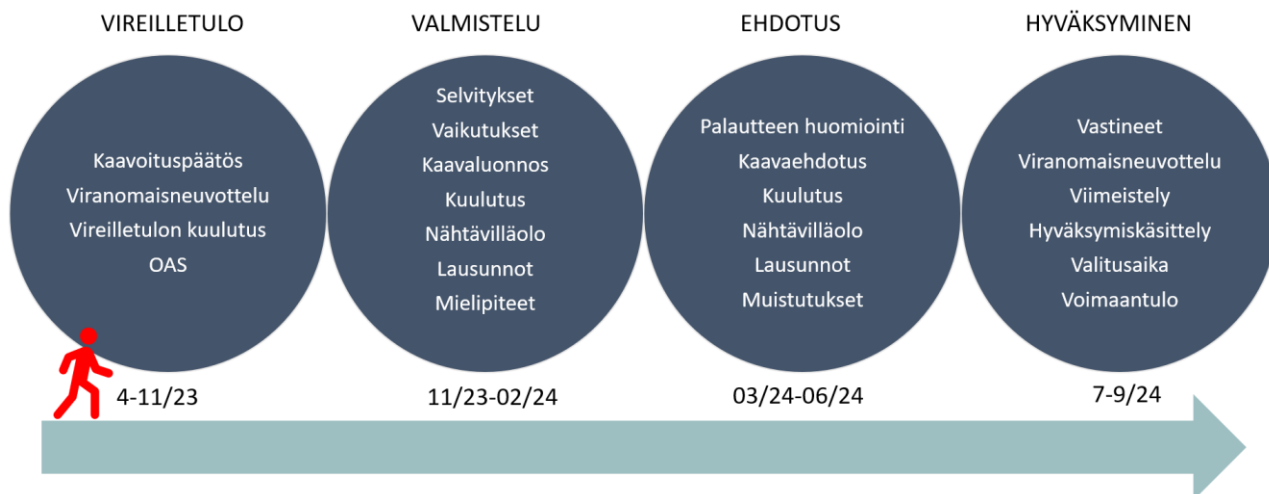 VIREILLETULO
Kaavoituspäätös
Viranomaisneuvottelu
Vireilletulon kuulutus
OAS
4-11/23
VALMISTELU
Selvitykset
Vaikutukset
Kaavaluonnos
Kuulutus
Nähtävilläolo
Lausunnot
Mielipiteet
11/23-02/24
EHDOTUS
Palautteen huomiointi
Kaavaehdotus
Kuulutus
Nähtävilläolo
Lausunnot
Muistutukset
03/24-06/24
HYVÄKSYMINEN
Vastineet
Viranomaisneuvottelu
Viimeistely
Hyväksymiskäsittely
Valitusaika
Voimaantulo
7-9/24